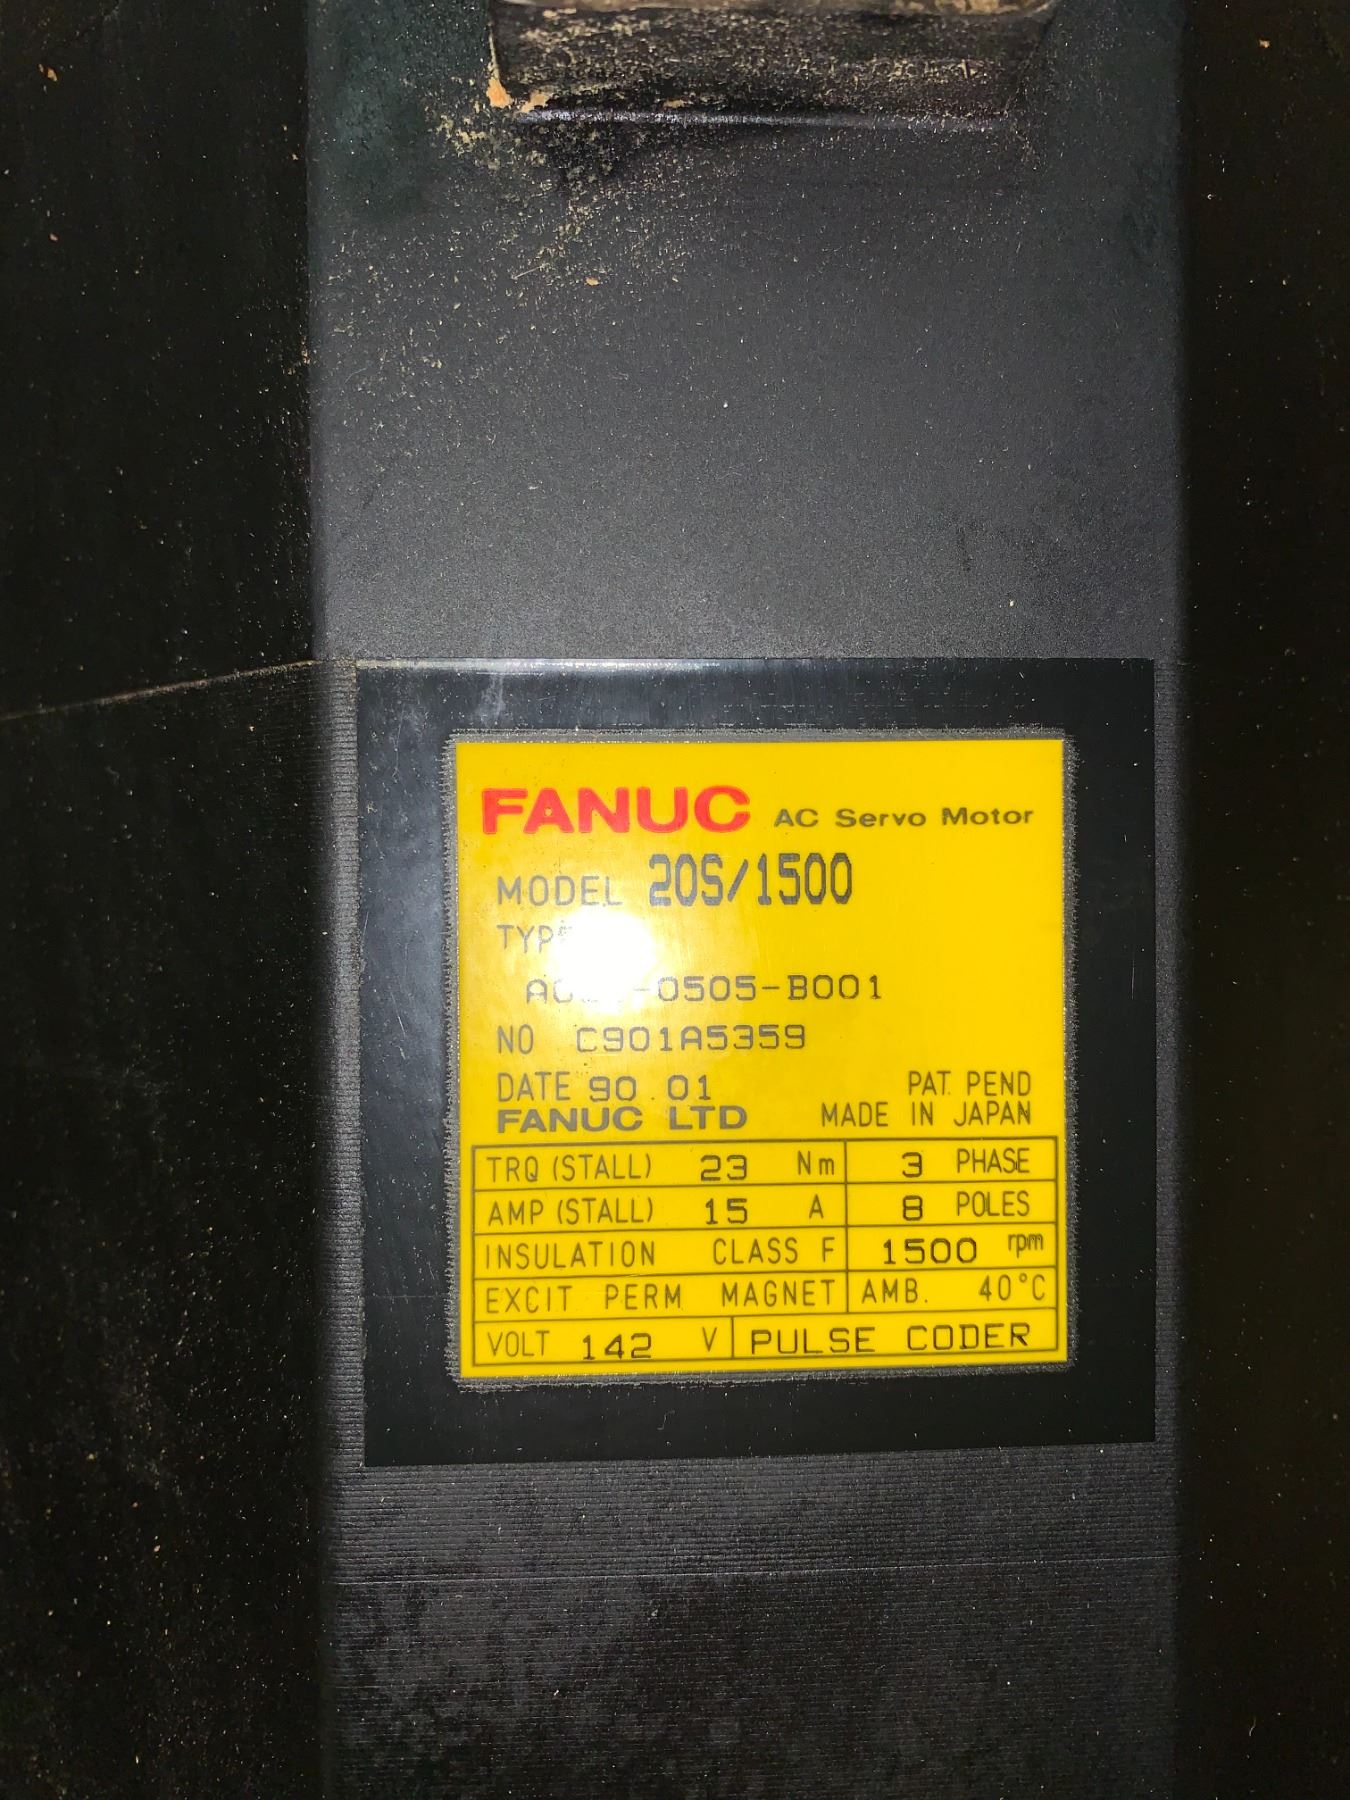 FANUC AC Servo Motor
MODEL 20S/1500
TYPE
-0505-B001
NO C901A5359
DATE 90.01 PAT. PEND
FANUC LTD MADE IN JAPAN
TRQ (STALL) 23 Nm 3 PHASE
AMP (STALL) 15 A 8 POLES
INSULATION CLASS F 1500 rpm
EXCIT PERM MAGNET AMB. 40°C
VOLT 142 V PULSE CODER